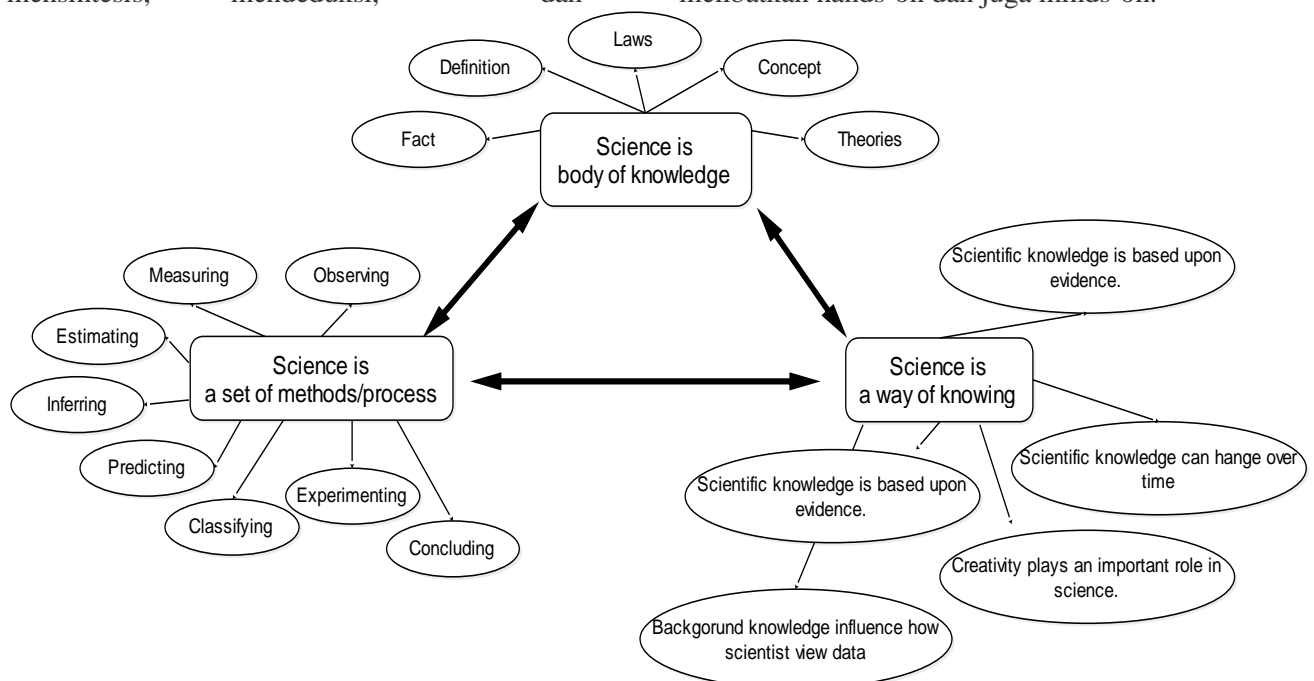 mensintesis, mendeduksi, dan melibatkan hands-on dan juga minds-on.
Laws
Definition
Concept
Fact
Theories
Science is
body of knowledge
Measuring
Observing
Estimating
Inferring
Predicting
Classifying
Experimenting
Concluding
Science is
a set of methods/process
Scientific knowledge is based upon
evidence.
Science is
a way of knowing
Scientific knowledge can hange over
time
Scientific knowledge is based upon
evidence.
Creativity plays an important role in
science.
Backgorund knowledge influence how
scientist view data